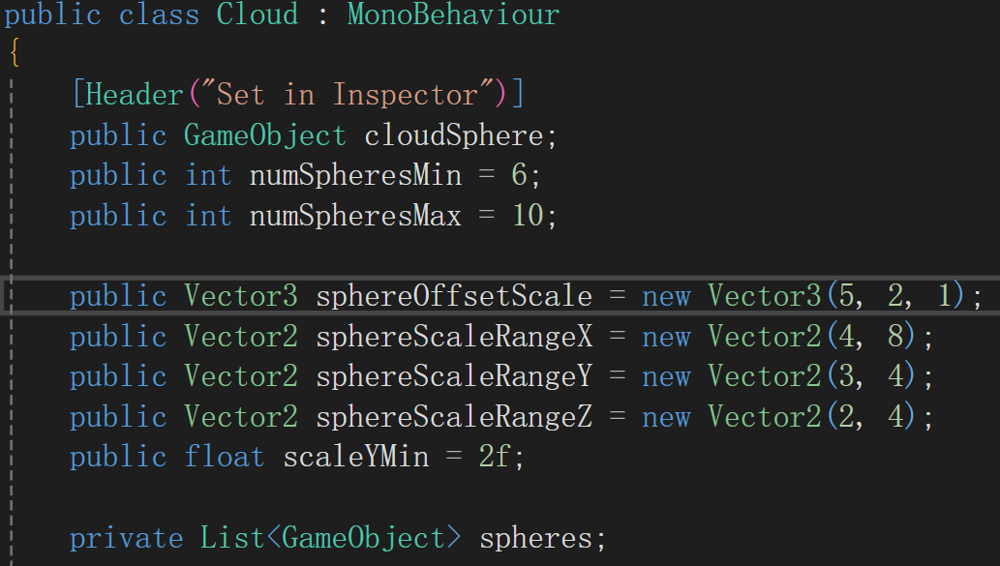 public class Cloud : MonoBehaviour
{
[Header("Set in Inspector")]
public GameObject cloudSphere;
public int numSpheresMin = 6;
public int numSpheresMax = 10;
public Vector3 sphereOffsetScale = new Vector3(5, 2, 1);
public Vector2 sphereScaleRangeX = new Vector2(4, 8);
public Vector2 sphereScaleRangeY = new Vector2(3, 4);
public Vector2 sphereScaleRangeZ = new Vector2(2, 4);
public float scaleYMin = 2f;
private List<GameObject> spheres;